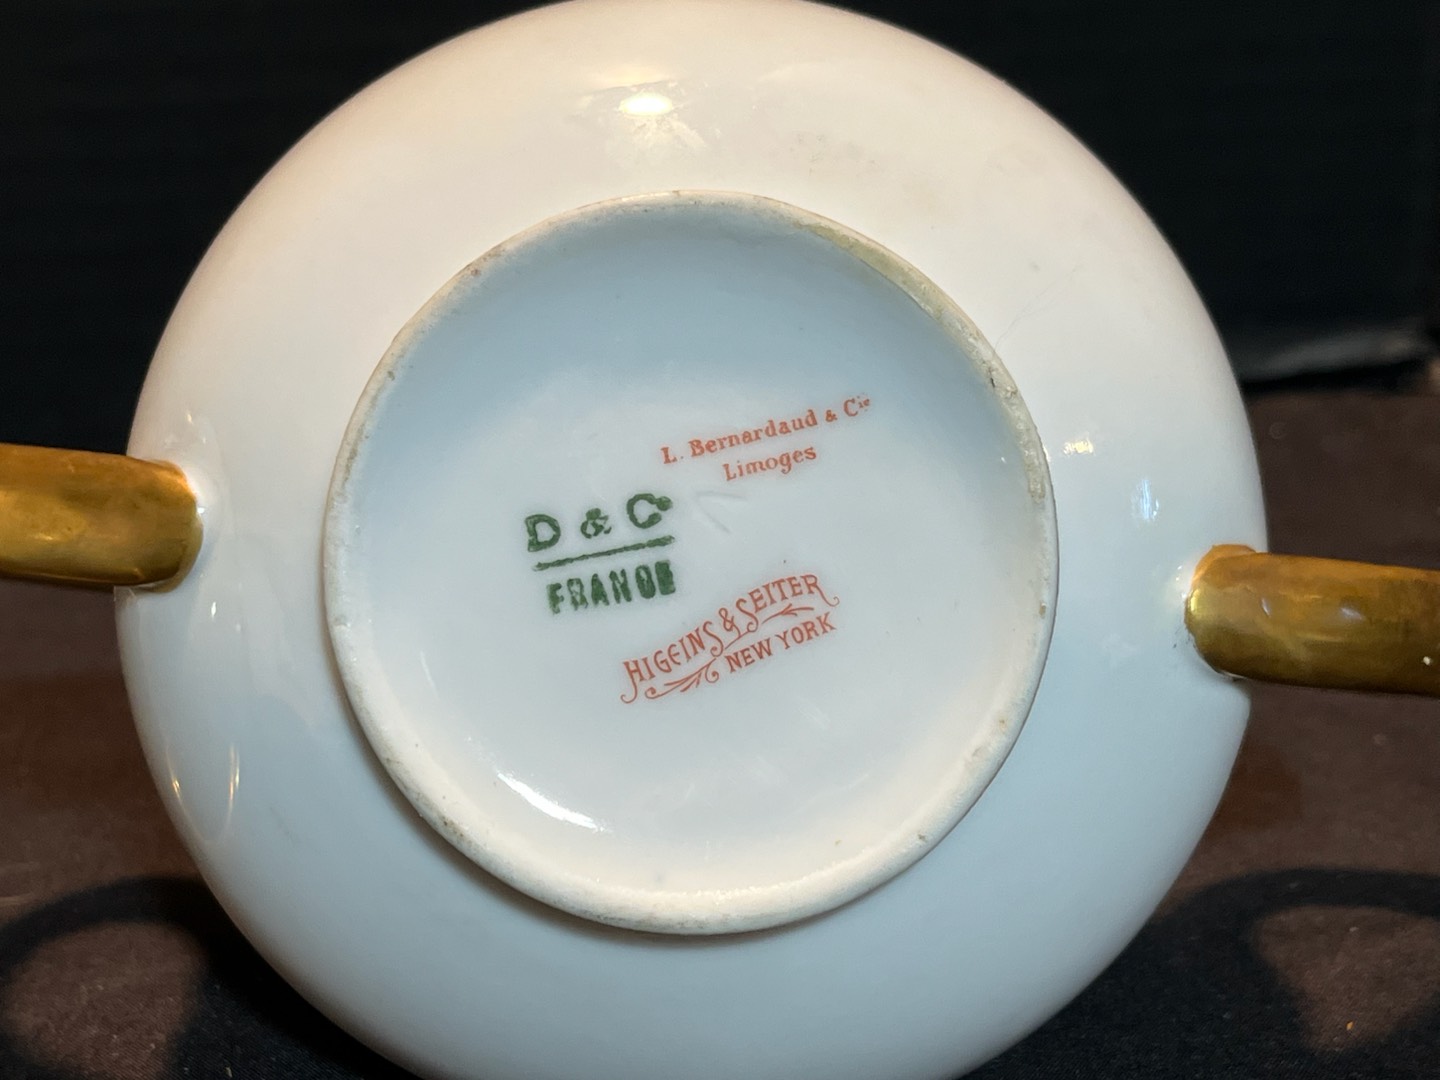 L. Bernardaud & Cie
Limoges
D & Co
FRANCE
HIGGINS & SEITER
NEW YORK